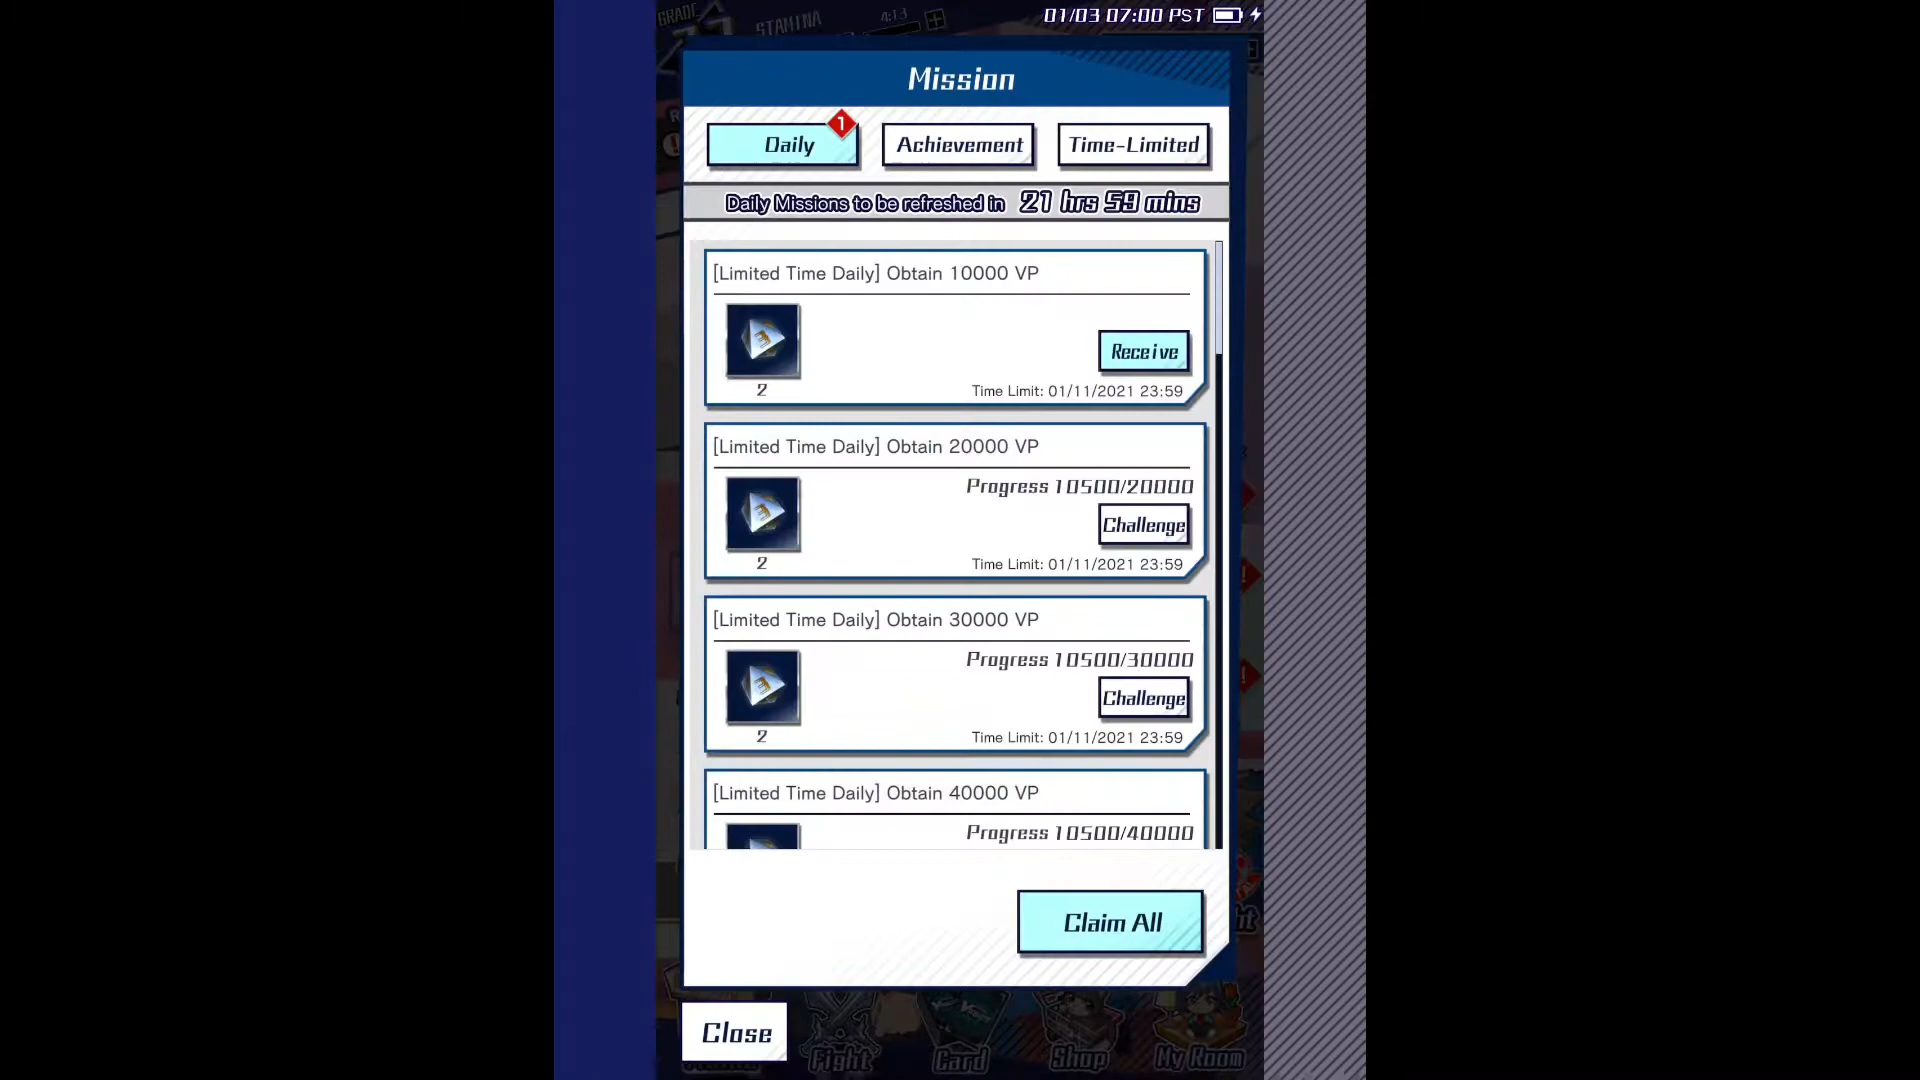 GRADE
STAMINA
4:13
01/03 07:00 PST
Mission
Daily
1
Achievement
Time-Limited
Daily Missions to be refreshed in 21 hrs 59 mins
[Limited Time Daily] Obtain 10000 VP
Receive
2
Time Limit: 01/11/2021 23:59
[Limited Time Daily] Obtain 20000 VP
Progress 10500/20000
Challenge
2
Time Limit: 01/11/2021 23:59
[Limited Time Daily] Obtain 30000 VP
Progress 10500/30000
Challenge
2
Time Limit: 01/11/2021 23:59
[Limited Time Daily] Obtain 40000 VP
Progress 10500/40000
Claim All
Close
Fight
Card
Shop
My Room